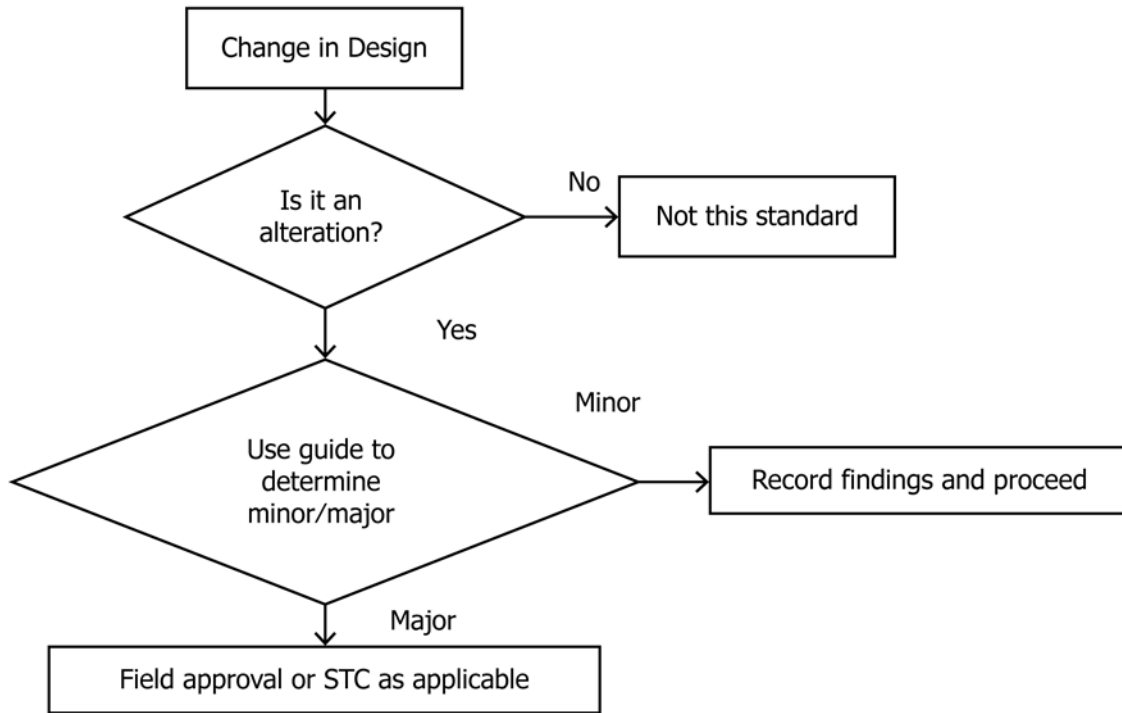 Change in Design
Is it an
alteration?
No
Not this standard
Yes
Minor
Use guide to
determine
minor/major
Record findings and proceed
Major
Field approval or STC as applicable